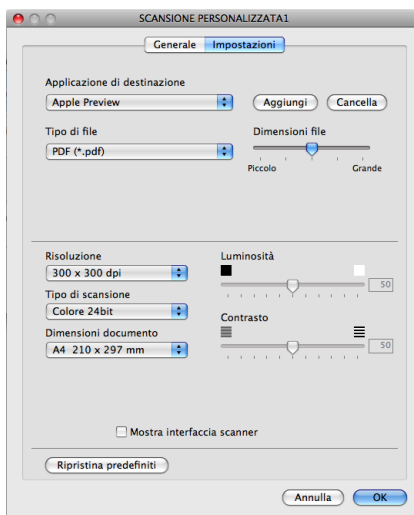 SCANSIONE PERSONALIZZATA1
Generale Impostazioni
Applicazione di destinazione
Apple Preview Aggiungi Cancella
Tipo di file Dimensioni file
PDF (*.pdf)
Piccolo Grande
Risoluzione Luminosità
300 x 300 dpi
50
Tipo di scansione
Colore 24bit
Contrasto
Dimensioni documento
A4 210 x 297 mm 50
Mostra interfaccia scanner
Ripristina predefiniti
Annulla OK